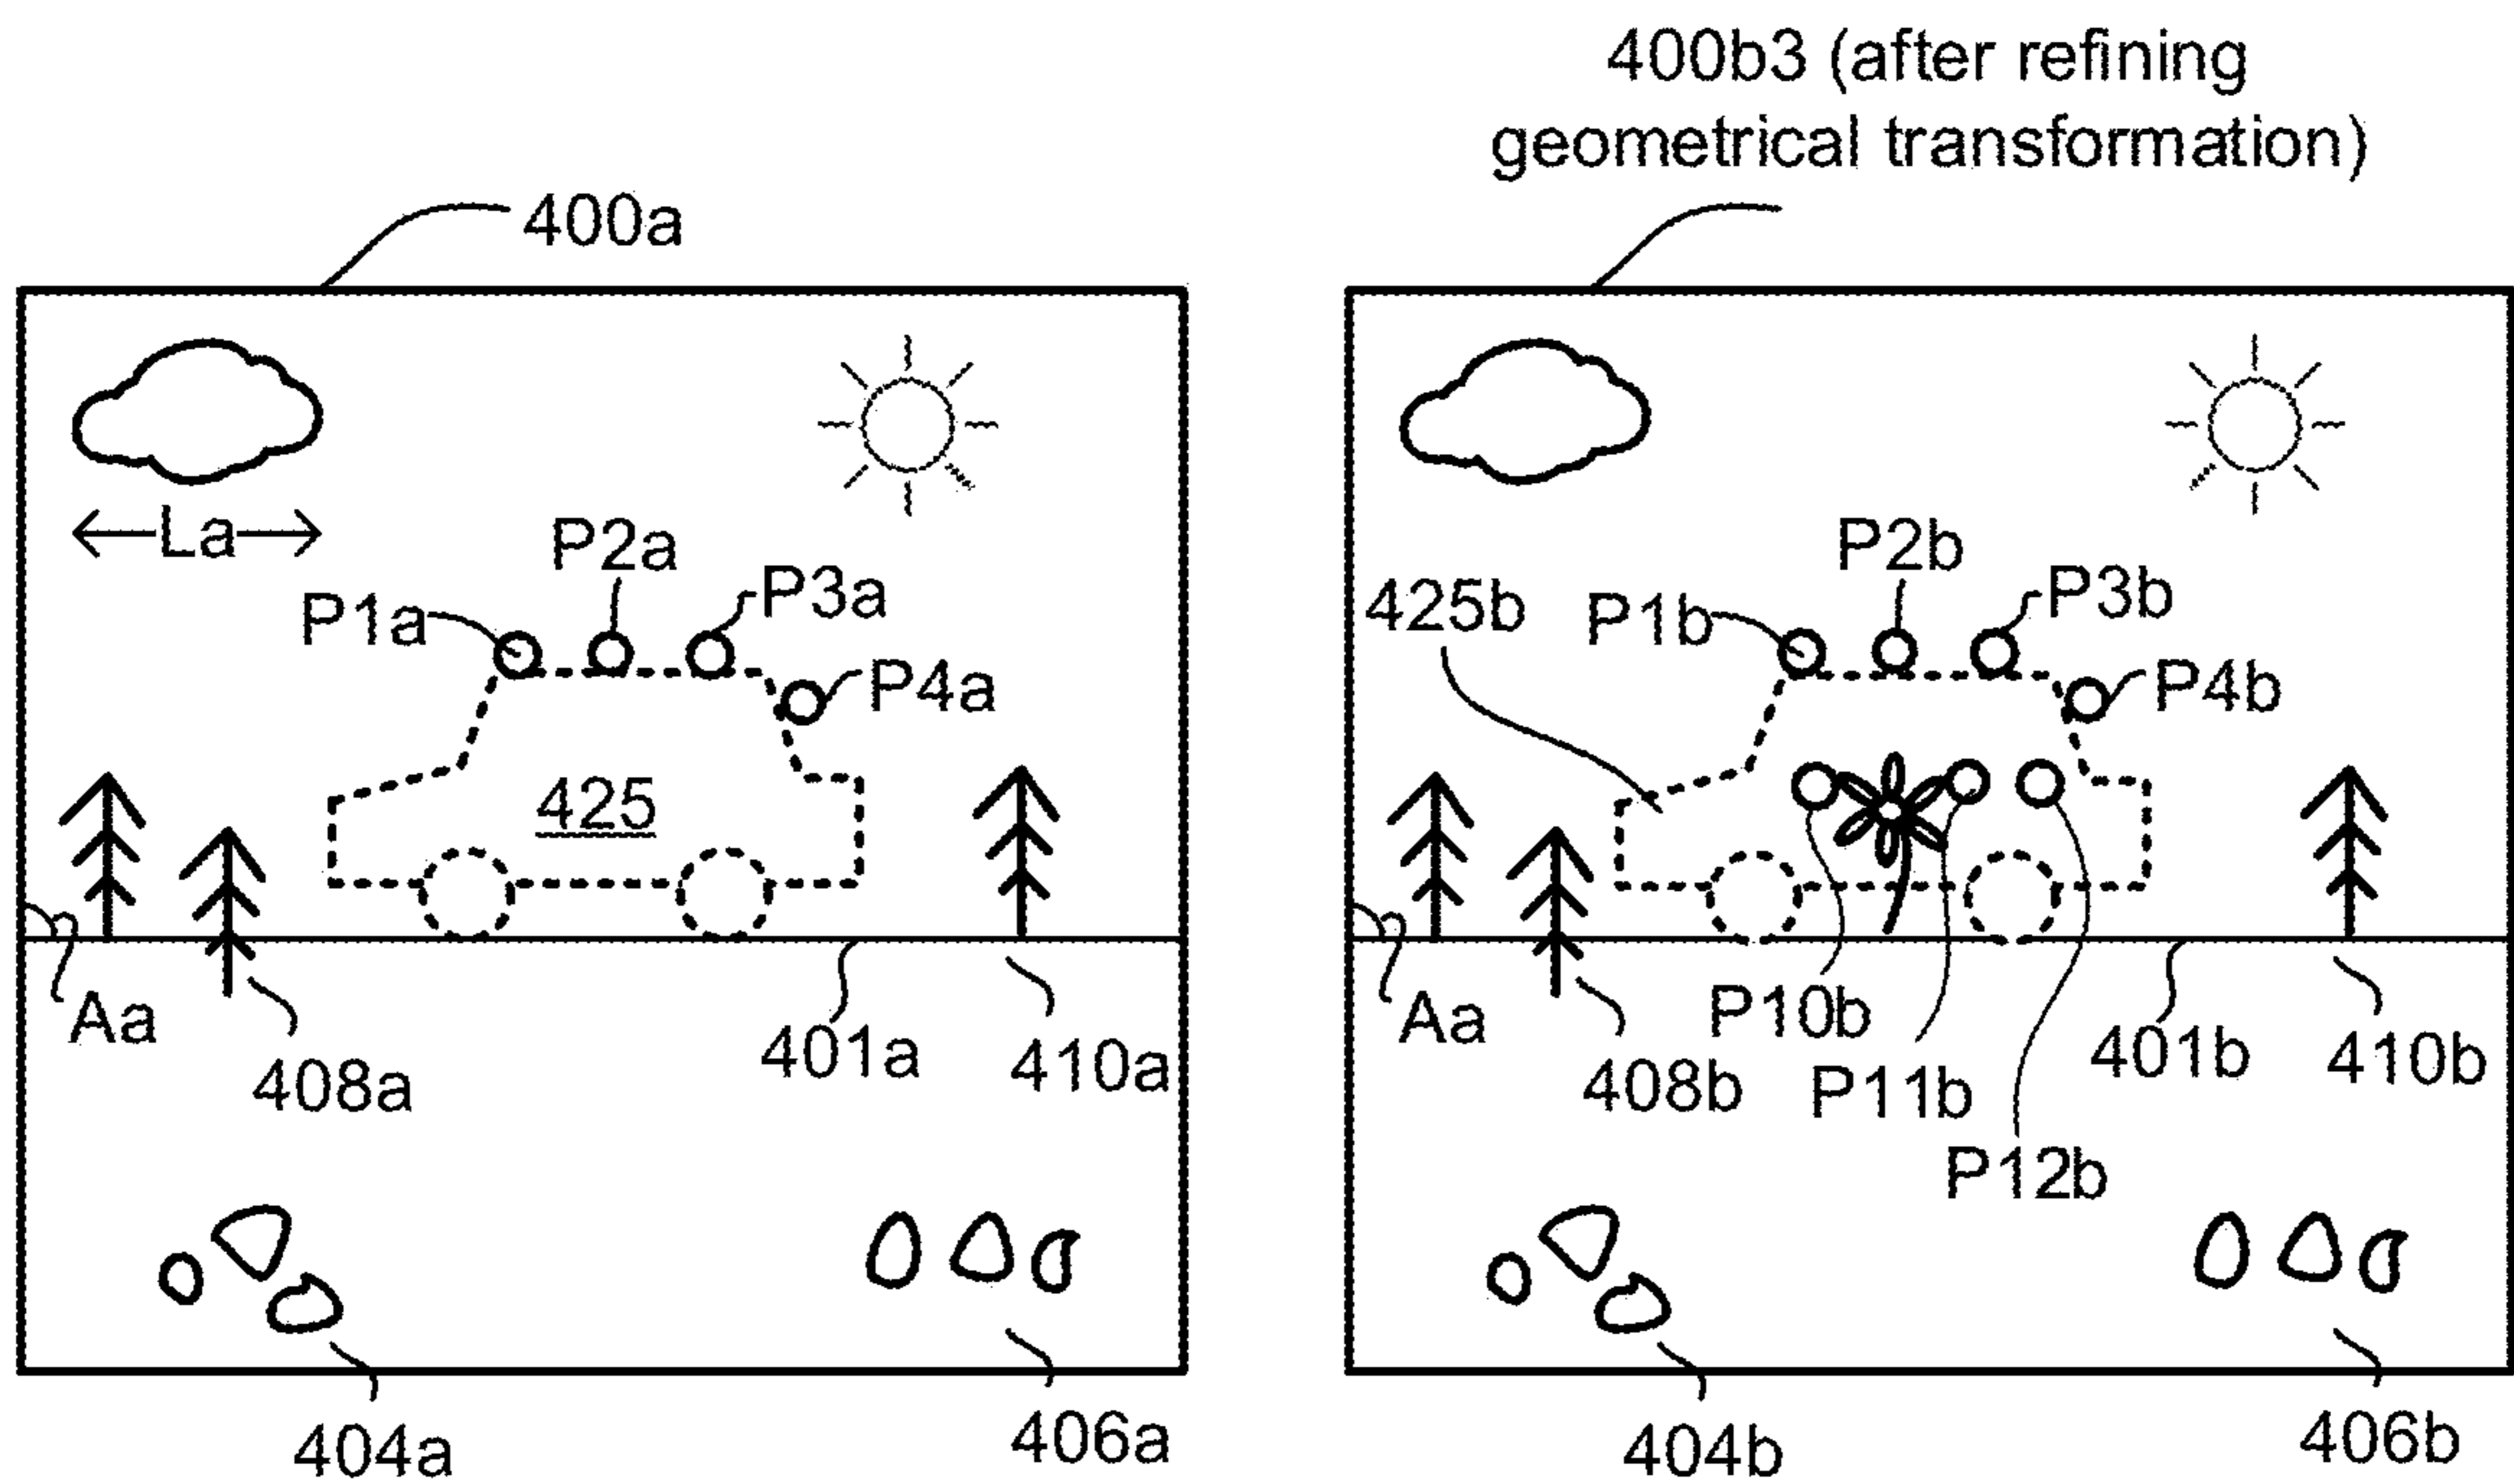 400b3 (after refining
geometrical transformation)
400a
La
P2a
P3a
P1a
P4a
425
Aa
408a
401a
410a
404a
406a
P2b
P3b
425b
P1b
P4b
Aa
P10b
401b
410b
408b
P11b
P12b
404b
406b